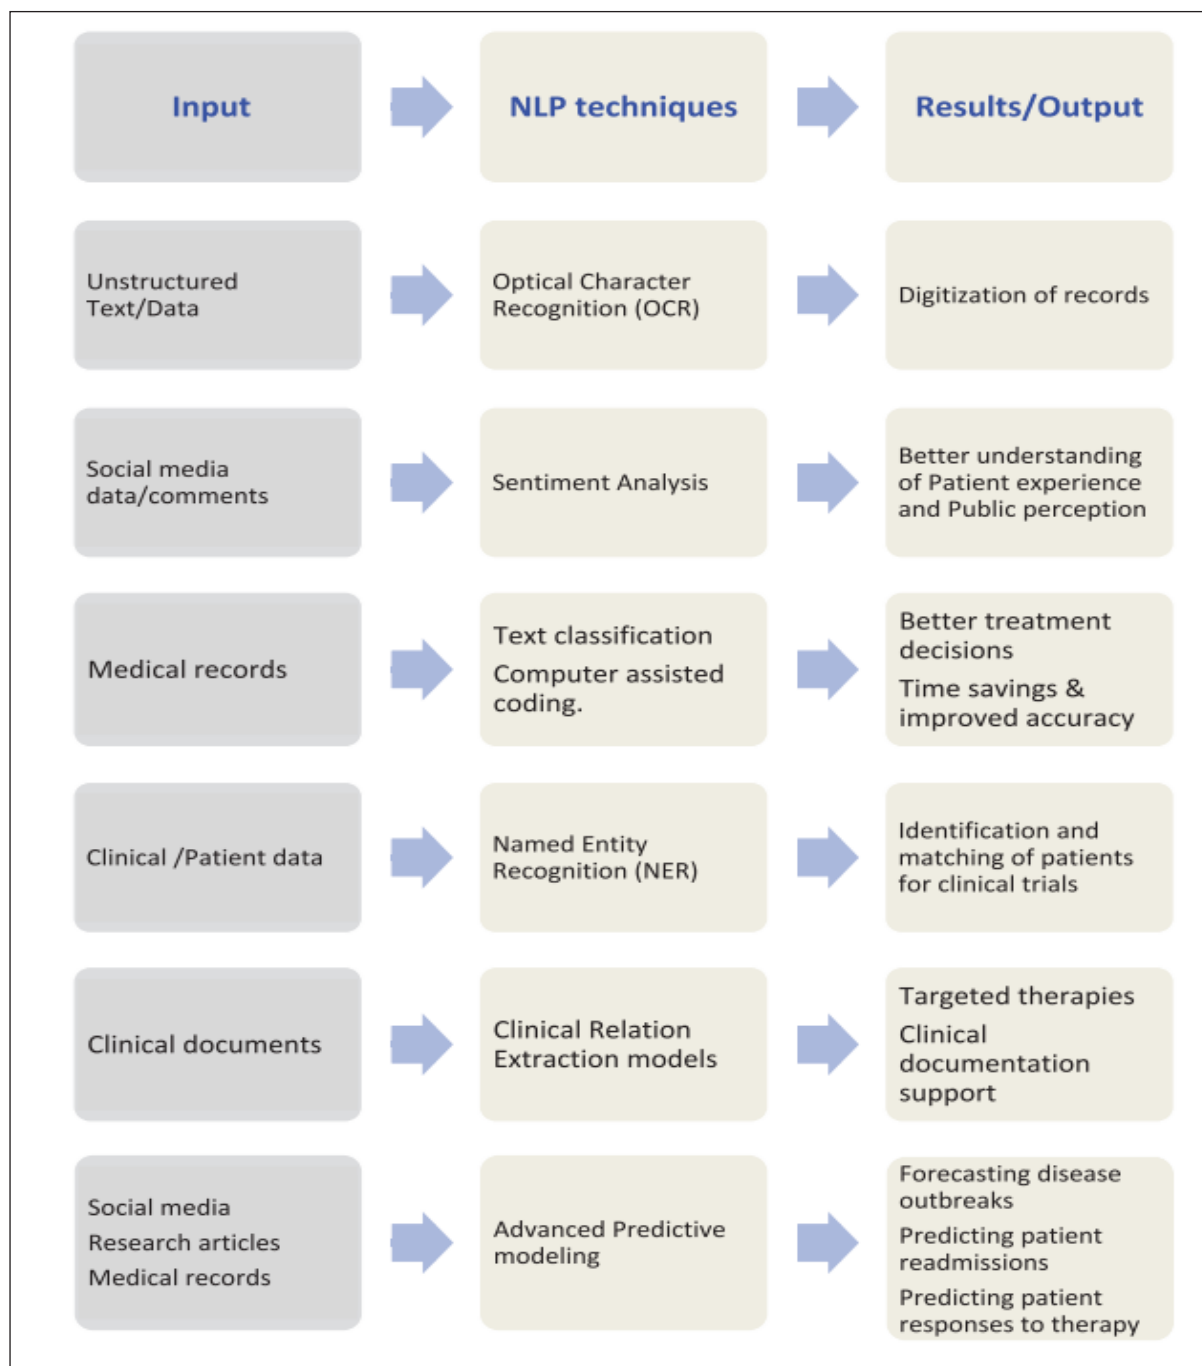 Input
NLP techniques
Results/Output
Unstructured
Text/Data
Optical Character
Recognition (OCR)
Digitization of records
Social media
data/comments
Sentiment Analysis
Better understanding
of Patient experience
and Public perception
Medical records
Text classification
Computer assisted
coding.
Better treatment
decisions
Time savings &
improved accuracy
Clinical /Patient data
Named Entity
Recognition (NER)
Identification and
matching of patients
for clinical trials
Clinical documents
Clinical Relation
Extraction models
Targeted therapies
Clinical
documentation
support
Social media
Research articles
Medical records
Advanced Predictive
modeling
Forecasting disease
outbreaks
Predicting patient
readmissions
Predicting patient
responses to therapy